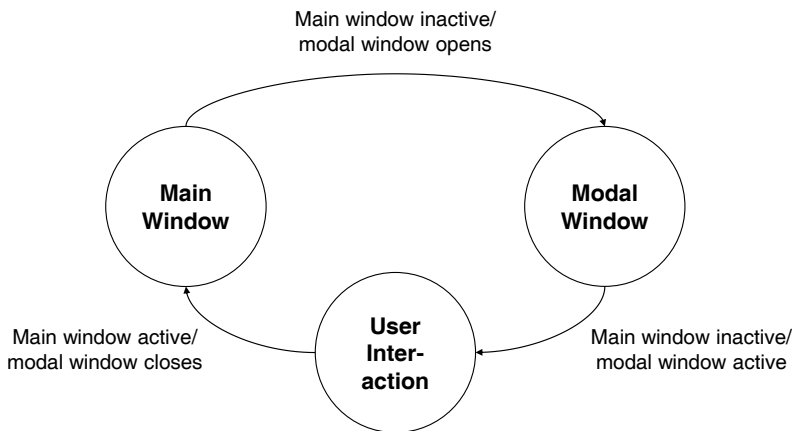 Main window inactive/
modal window opens
Main
Window
Modal
Window
User
Inter-
action
Main window active/
modal window closes
Main window inactive/
modal window active